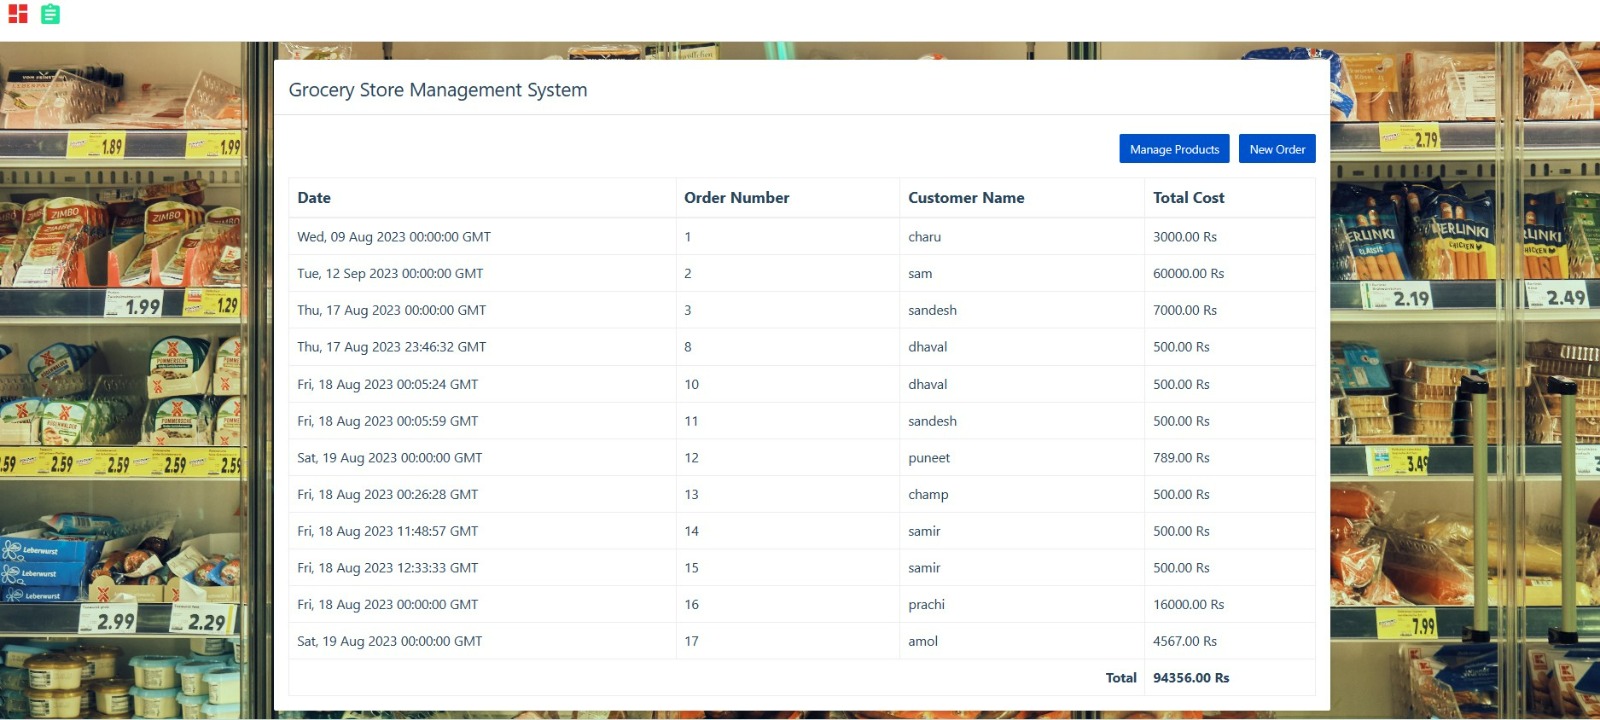 Grocery Store Management System
Manage Products New Order
Date Order Number Customer Name Total Cost
Wed, 09 Aug 2023 00:00:00 GMT 1 charu 3000.00 Rs
Tue, 12 Sep 2023 00:00:00 GMT 2 sam 60000.00 Rs
Thu, 17 Aug 2023 00:00:00 GMT 3 sandesh 7000.00 Rs
Thu, 17 Aug 2023 23:46:32 GMT 8 dhaval 500.00 Rs
Fri, 18 Aug 2023 00:05:24 GMT 10 dhaval 500.00 Rs
Fri, 18 Aug 2023 00:05:59 GMT 11 sandesh 500.00 Rs
Sat, 19 Aug 2023 00:00:00 GMT 12 puneet 789.00 Rs
Fri, 18 Aug 2023 00:26:28 GMT 13 champ 500.00 Rs
Fri, 18 Aug 2023 11:48:57 GMT 14 samir 500.00 Rs
Fri, 18 Aug 2023 12:33:33 GMT 15 samir 500.00 Rs
Fri, 18 Aug 2023 00:00:00 GMT 16 prachi 16000.00 Rs
Sat, 19 Aug 2023 00:00:00 GMT 17 amol 4567.00 Rs
Total 94356.00 Rs
1.89
1.99
ZIMBO
ZIMBO
ZIMBO
1.99
1.29
2.59
2.59
2.59
Leberwurst
Leberwurst
Leberwurst
2.99
2.29
2.79
CLASSIC
CHICKEN
2.19
2.49
3.49
7.99